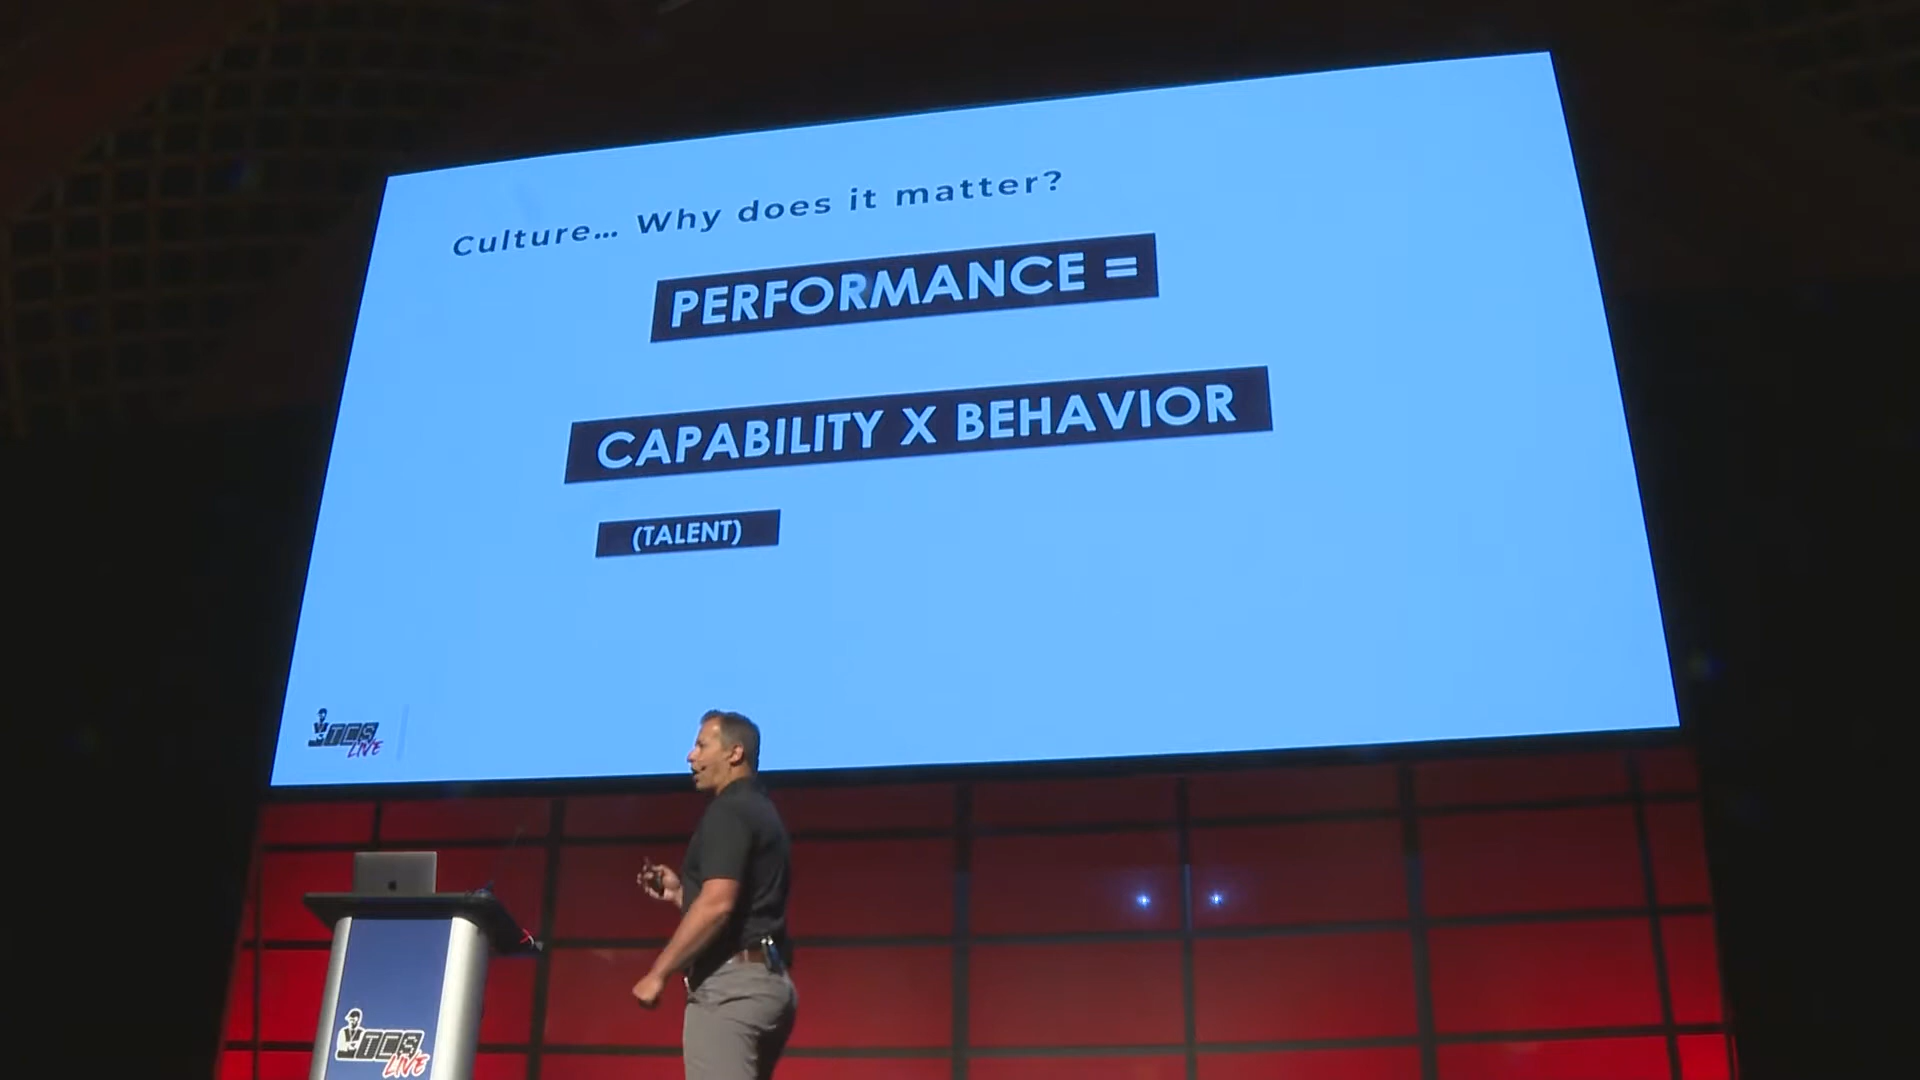 Culture... Why does it matter?
PERFORMANCE =
CAPABILITY X BEHAVIOR
(TALENT)
TCS
LIVE
TCS
LIVE